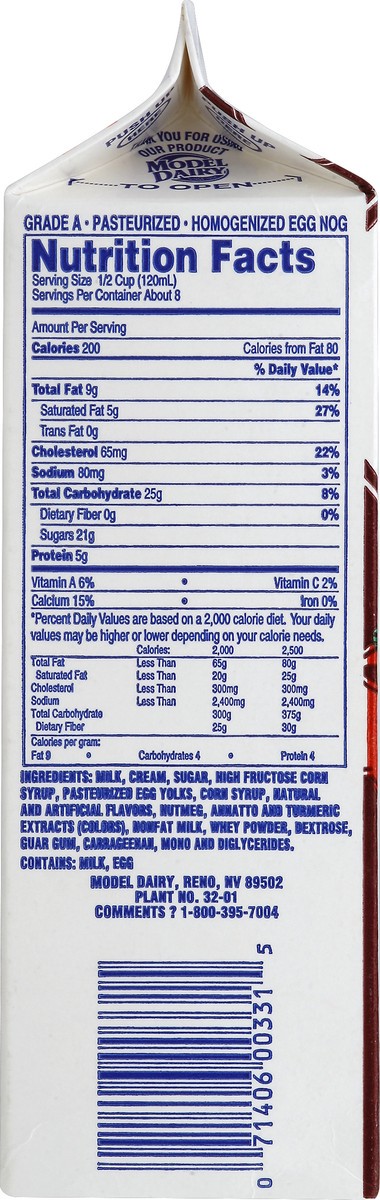 PUSH UP
HERE
PUSH UP
HERE
THANK YOU FOR USING
OUR PRODUCT
MODEL
DAIRY
TO OPEN
GRADE A • PASTEURIZED • HOMOGENIZED EGG NOG
Nutrition Facts
Serving Size 1/2 Cup (120mL)
Servings Per Container About 8
Amount Per Serving
Calories 200 Calories from Fat 80
% Daily Value*
Total Fat 9g 14%
Saturated Fat 5g 27%
Trans Fat 0g
Cholesterol 65mg 22%
Sodium 80mg 3%
Total Carbohydrate 25g 8%
Dietary Fiber 0g 0%
Sugars 21g
Protein 5g
Vitamin A 6% • Vitamin C 2%
Calcium 15% • Iron 0%
*Percent Daily Values are based on a 2,000 calorie diet. Your daily
values may be higher or lower depending on your calorie needs.
Calories: 2,000 2,500
Total Fat Less Than 65g 80g
Saturated Fat Less Than 20g 25g
Cholesterol Less Than 300mg 300mg
Sodium Less Than 2,400mg 2,400mg
Total Carbohydrate 300g 375g
Dietary Fiber 25g 30g
Calories per gram:
Fat 9 • Carbohydrates 4 • Protein 4
INGREDIENTS: MILK, CREAM, SUGAR, HIGH FRUCTOSE CORN
SYRUP, PASTEURIZED EGG YOLKS, CORN SYRUP, NATURAL
AND ARTIFICIAL FLAVORS, NUTMEG, ANNATTO AND TURMERIC
EXTRACTS (COLORS), NONFAT MILK, WHEY POWDER, DEXTROSE,
GUAR GUM, CARRAGEENAN, MONO AND DIGLYCERIDES.
CONTAINS: MILK, EGG
MODEL DAIRY, RENO, NV 89502
PLANT NO. 32-01
COMMENTS ? 1-800-395-7004
0 71406 00331 5